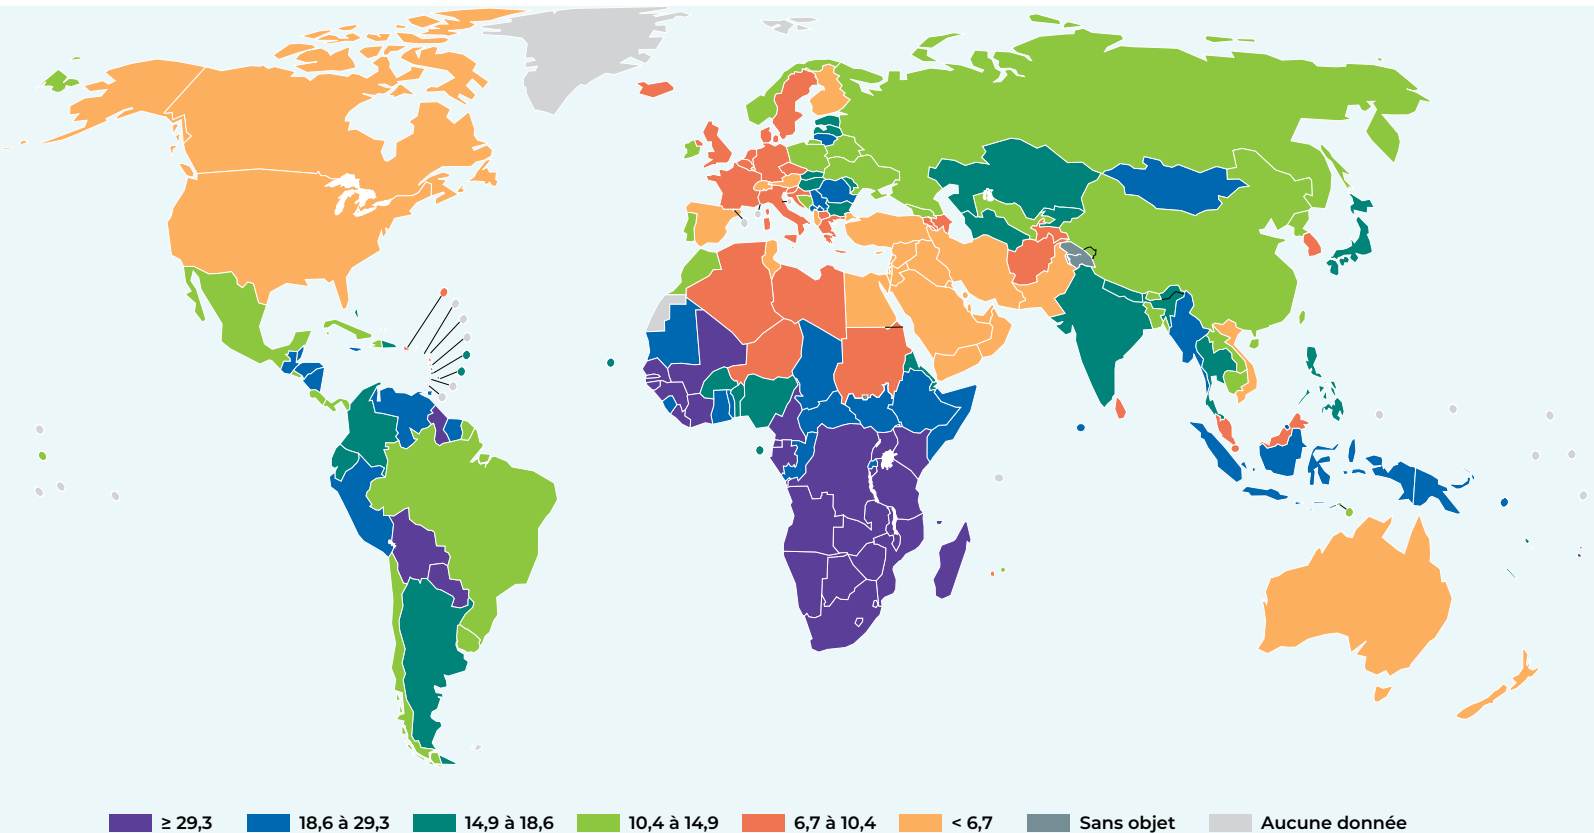 ≥ 29,3 18,6 à 29,3 14,9 à 18,6 10,4 à 14,9 6,7 à 10,4 < 6,7 Sans objet Aucune donnée